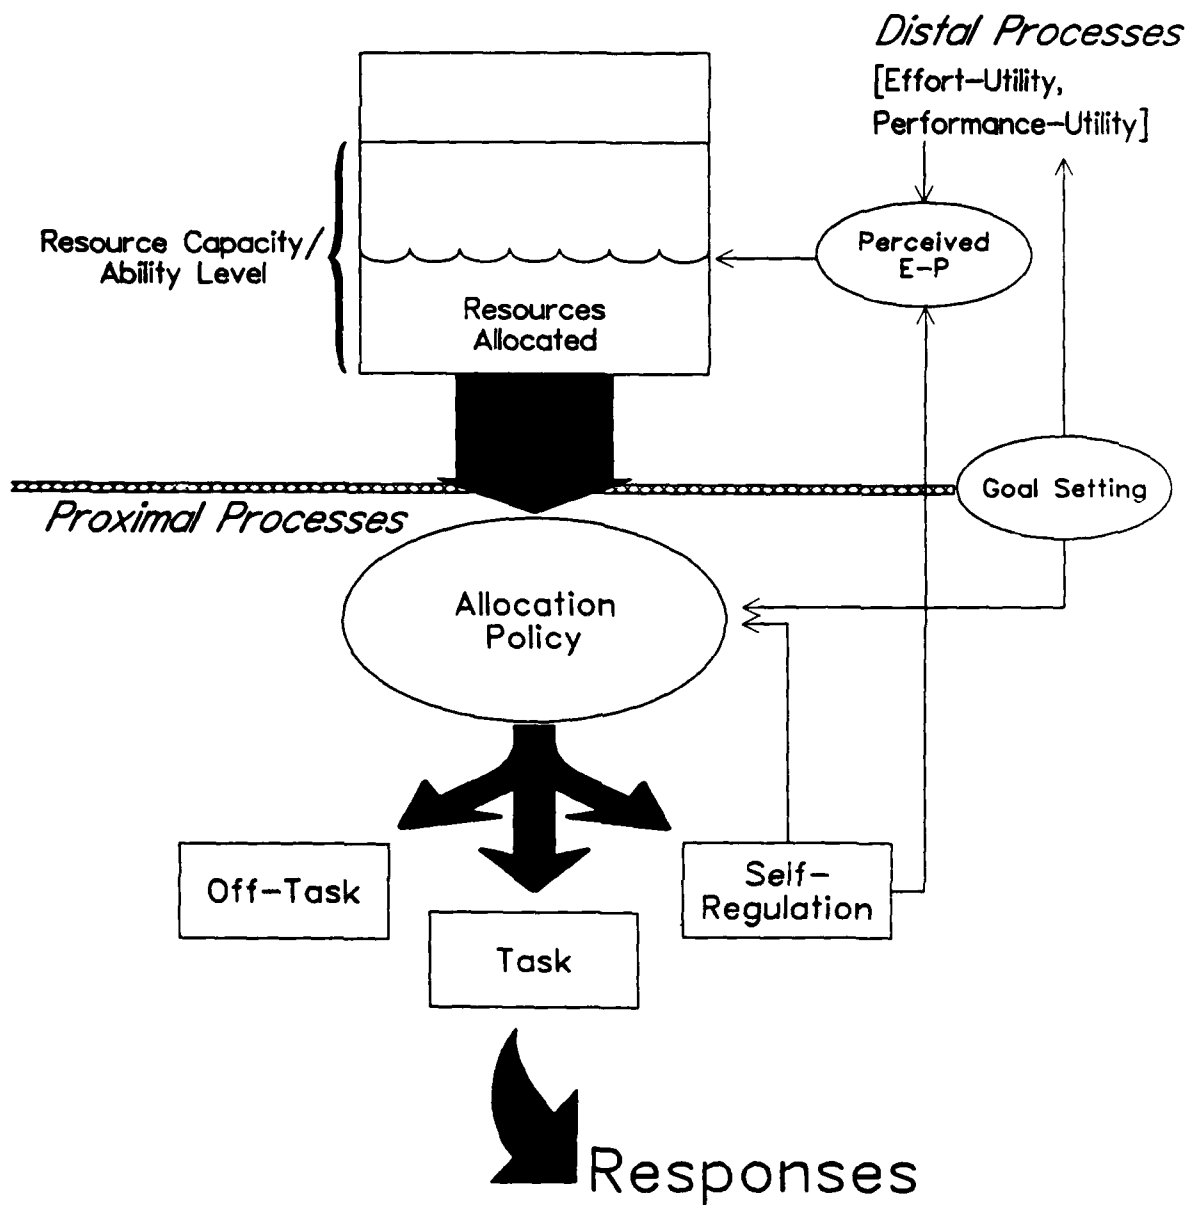 Distal Processes
[Effort-Utility,
Performance-Utility]
Resource Capacity/
Ability Level
Perceived
E-P
Resources
Allocated
Goal Setting
Proximal Processes
Allocation
Policy
Off-Task
Self-
Regulation
Task
Responses